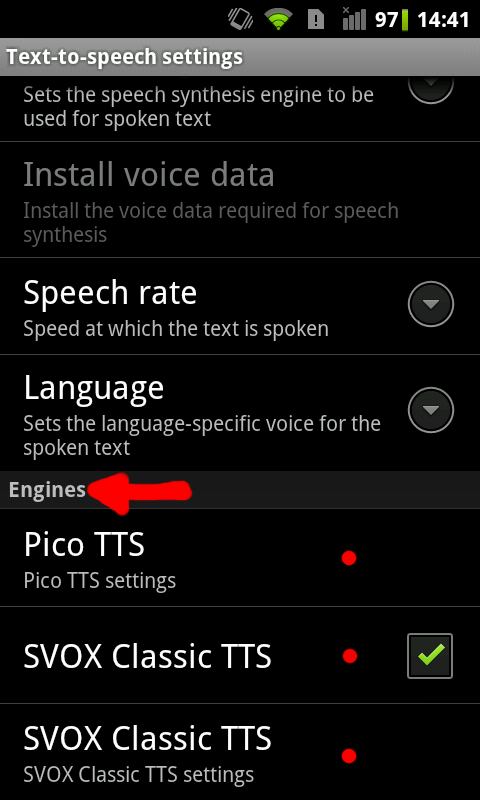 97 14:41
Text-to-speech settings
Sets the speech synthesis engine to be
used for spoken text
Install voice data
Install the voice data required for speech
synthesis
Speech rate
Speed at which the text is spoken
Language
Sets the language-specific voice for the
spoken text
Engines
Pico TTS
Pico TTS settings
SVOX Classic TTS
SVOX Classic TTS
SVOX Classic TTS settings